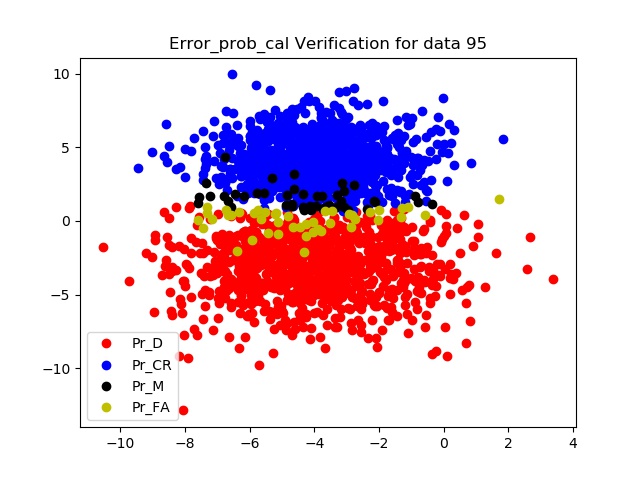 Error_prob_cal Verification for data 95
10
5
0
−5
−10
Pr_D
Pr_CR
Pr_M
Pr_FA
−10 −8 −6 −4 −2 0 2 4